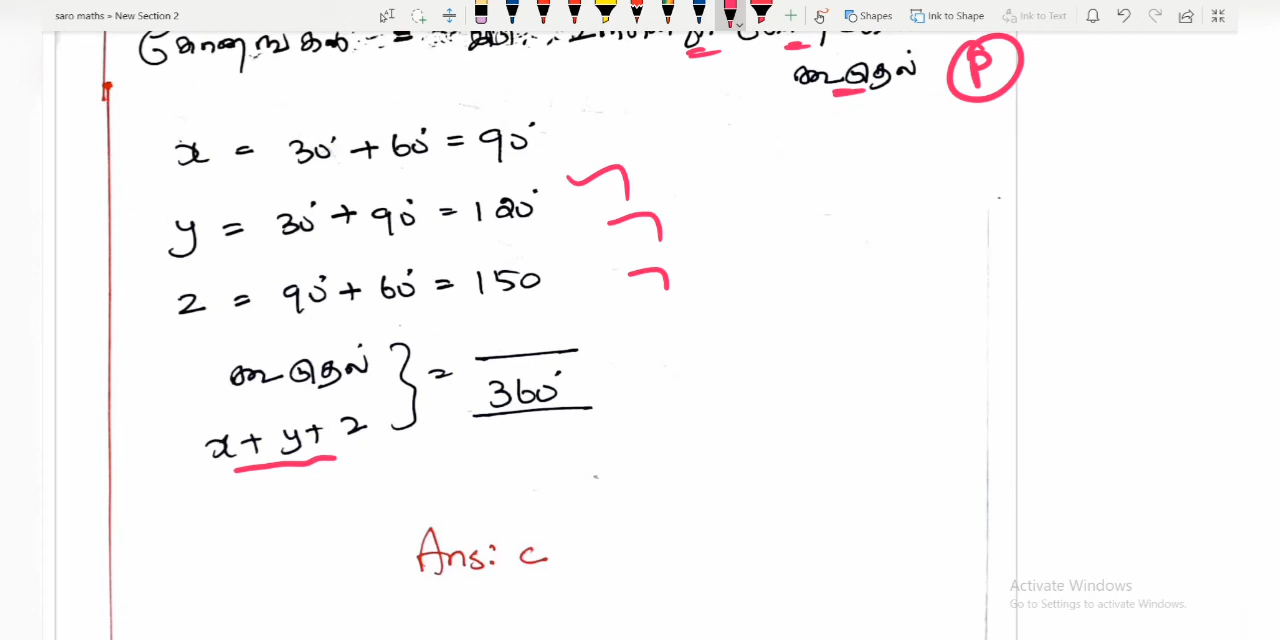 saro maths » New Section 2
Shapes Ink to Shape Ink to Text
கூடுதல் P
x = 30° + 60° = 90°
y = 30° + 90° = 120°
z = 90° + 60° = 150
கூடுதல்
x + y + z } = 360°
Ans: c
Activate Windows
Go to Settings to activate Windows.